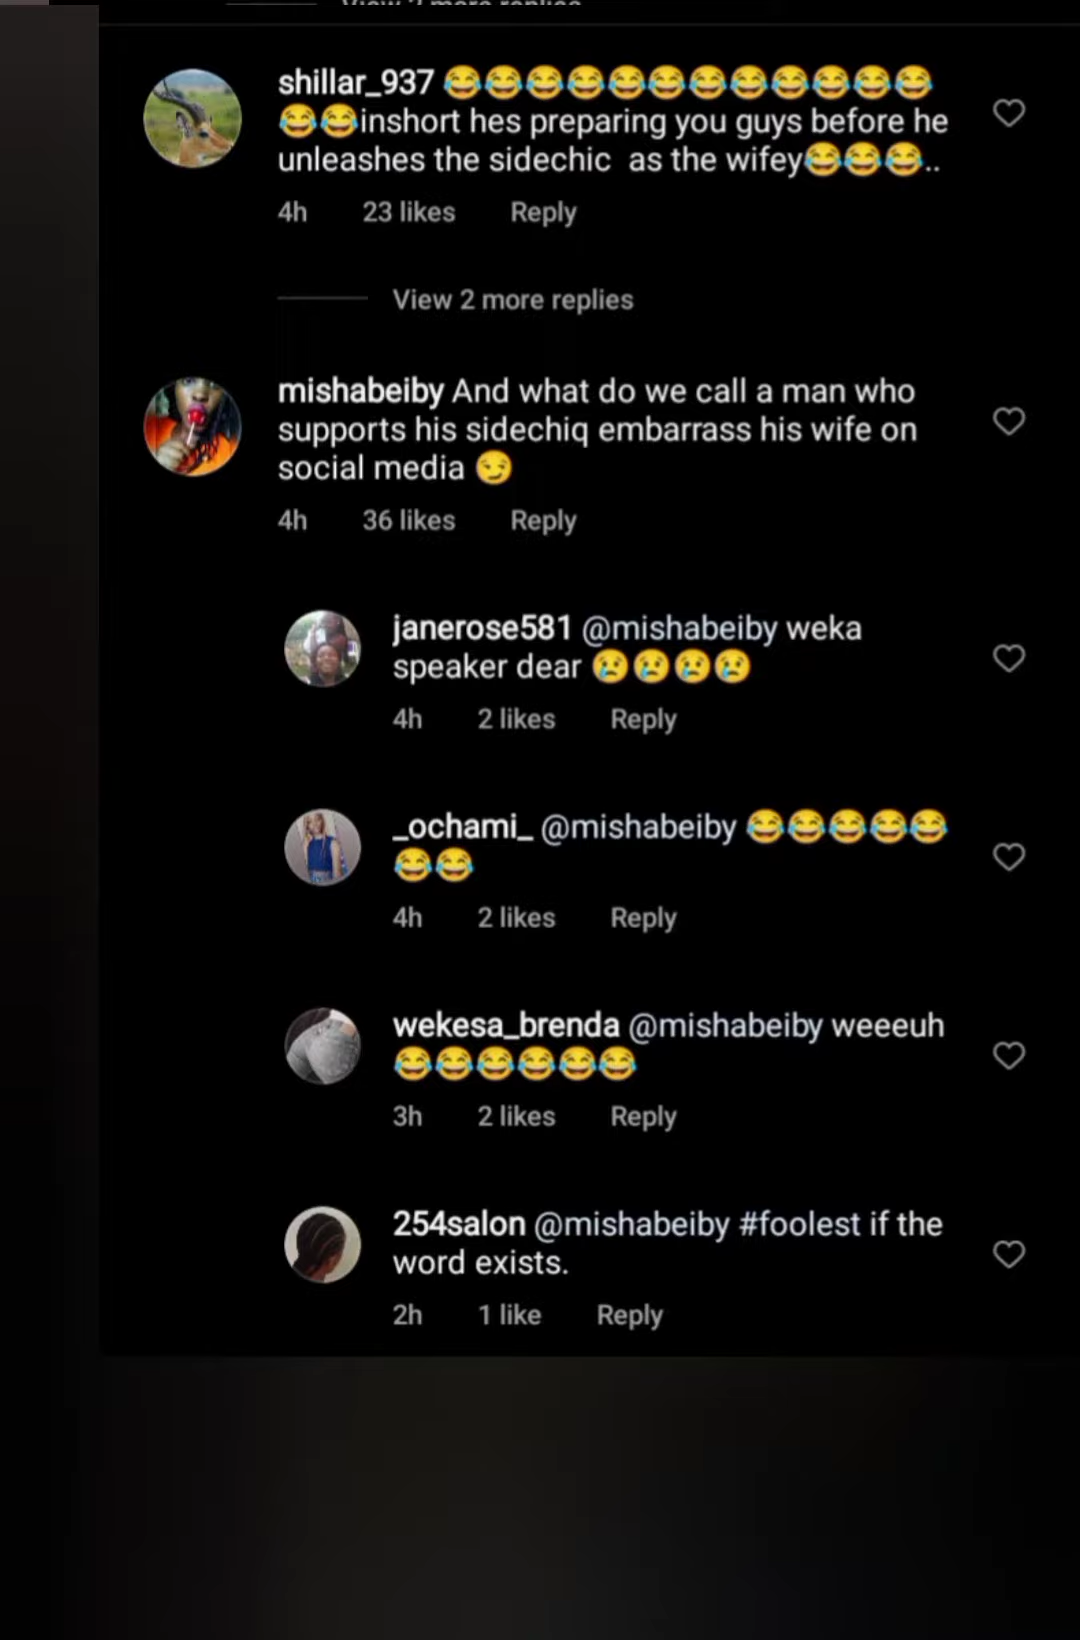 View 2 more replies
shillar_937 😂😂😂😂😂😂😂😂😂😂😂😂
😂😂inshort hes preparing you guys before he
unleashes the sidechic as the wifey😂😂😂..
4h 23 likes Reply
View 2 more replies
mishabeiby And what do we call a man who
supports his sidechiq embarrass his wife on
social media 😏
4h 36 likes Reply
janerose581 @mishabeiby weka
speaker dear 😢😢😢😢
4h 2 likes Reply
_ochami_ @mishabeiby 😂😂😂😂😂
😂😂
4h 2 likes Reply
wekesa_brenda @mishabeiby weeeuh
😂😂😂😂😂😂
3h 2 likes Reply
254salon @mishabeiby #foolest if the
word exists.
2h 1 like Reply